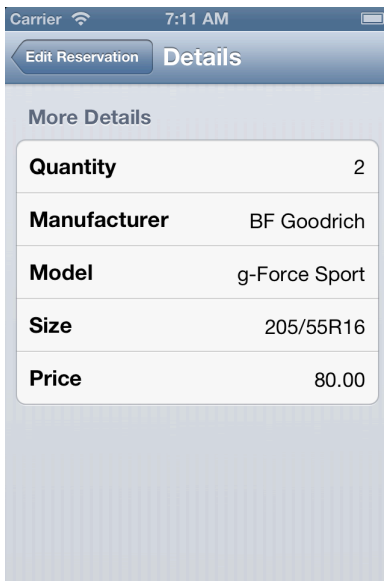 Carrier 7:11 AM
Edit Reservation Details
More Details
Quantity 2
Manufacturer BF Goodrich
Model g-Force Sport
Size 205/55R16
Price 80.00